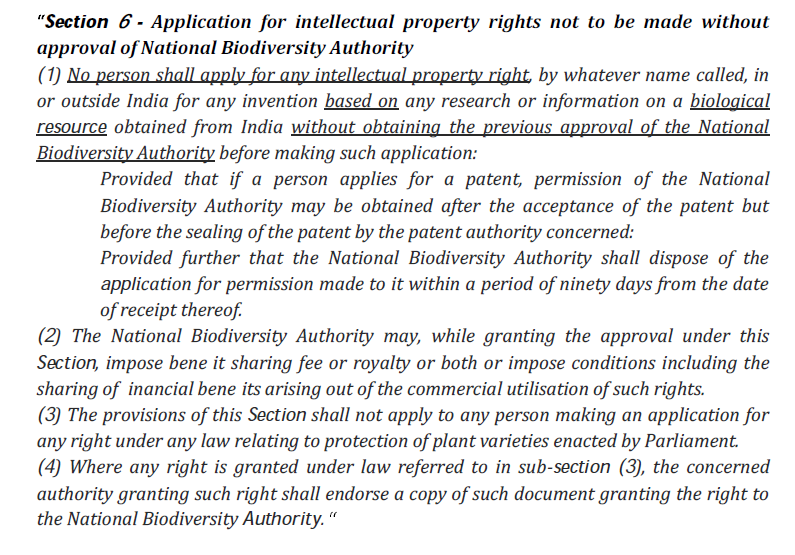 “Section 6 - Application for intellectual property rights not to be made without
approval of National Biodiversity Authority
(1) No person shall apply for any intellectual property right, by whatever name called, in
or outside India for any invention based on any research or information on a biological
resource obtained from India without obtaining the previous approval of the National
Biodiversity Authority before making such application:
Provided that if a person applies for a patent, permission of the National
Biodiversity Authority may be obtained after the acceptance of the patent but
before the sealing of the patent by the patent authority concerned:
Provided further that the National Biodiversity Authority shall dispose of the
application for permission made to it within a period of ninety days from the date
of receipt thereof.
(2) The National Biodiversity Authority may, while granting the approval under this
Section, impose bene it sharing fee or royalty or both or impose conditions including the
sharing of inancial bene its arising out of the commercial utilisation of such rights.
(3) The provisions of this Section shall not apply to any person making an application for
any right under any law relating to protection of plant varieties enacted by Parliament.
(4) Where any right is granted under law referred to in sub-section (3), the concerned
authority granting such right shall endorse a copy of such document granting the right to
the National Biodiversity Authority. “